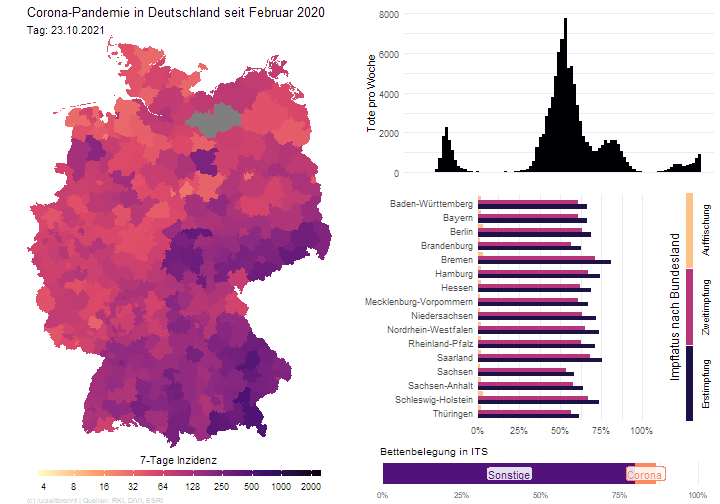 Corona-Pandemie in Deutschland seit Februar 2020
Tag: 23.10.2021
7-Tage Inzidenz
4 8 16 32 64 128 256 512 1000 2000
Tote pro Woche
8000
6000
4000
2000
0
Baden-Württemberg
Bayern
Berlin
Brandenburg
Bremen
Hamburg
Hessen
Mecklenburg-Vorpommern
Niedersachsen
Nordrhein-Westfalen
Rheinland-Pfalz
Saarland
Sachsen
Sachsen-Anhalt
Schleswig-Holstein
Thüringen
0% 25% 50% 75% 100%
Impfstatus nach Bundesland
Auffrischung
Zweitimpfung
Erstimpfung
Bettenbelegung in ITS
Sonstige
Corona
0% 25% 50% 75% 100%
| Quellen: RKI, DIVI, ESRI